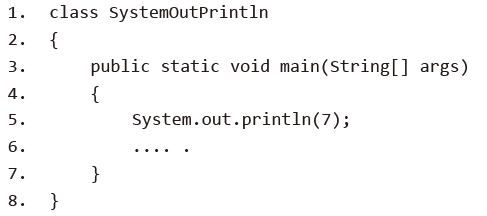 1. class SystemOutPrintln
2. {
3.     public static void main(String[] args)
4.     {
5.         System.out.println(7);
6.         .... .
7.     }
8. }